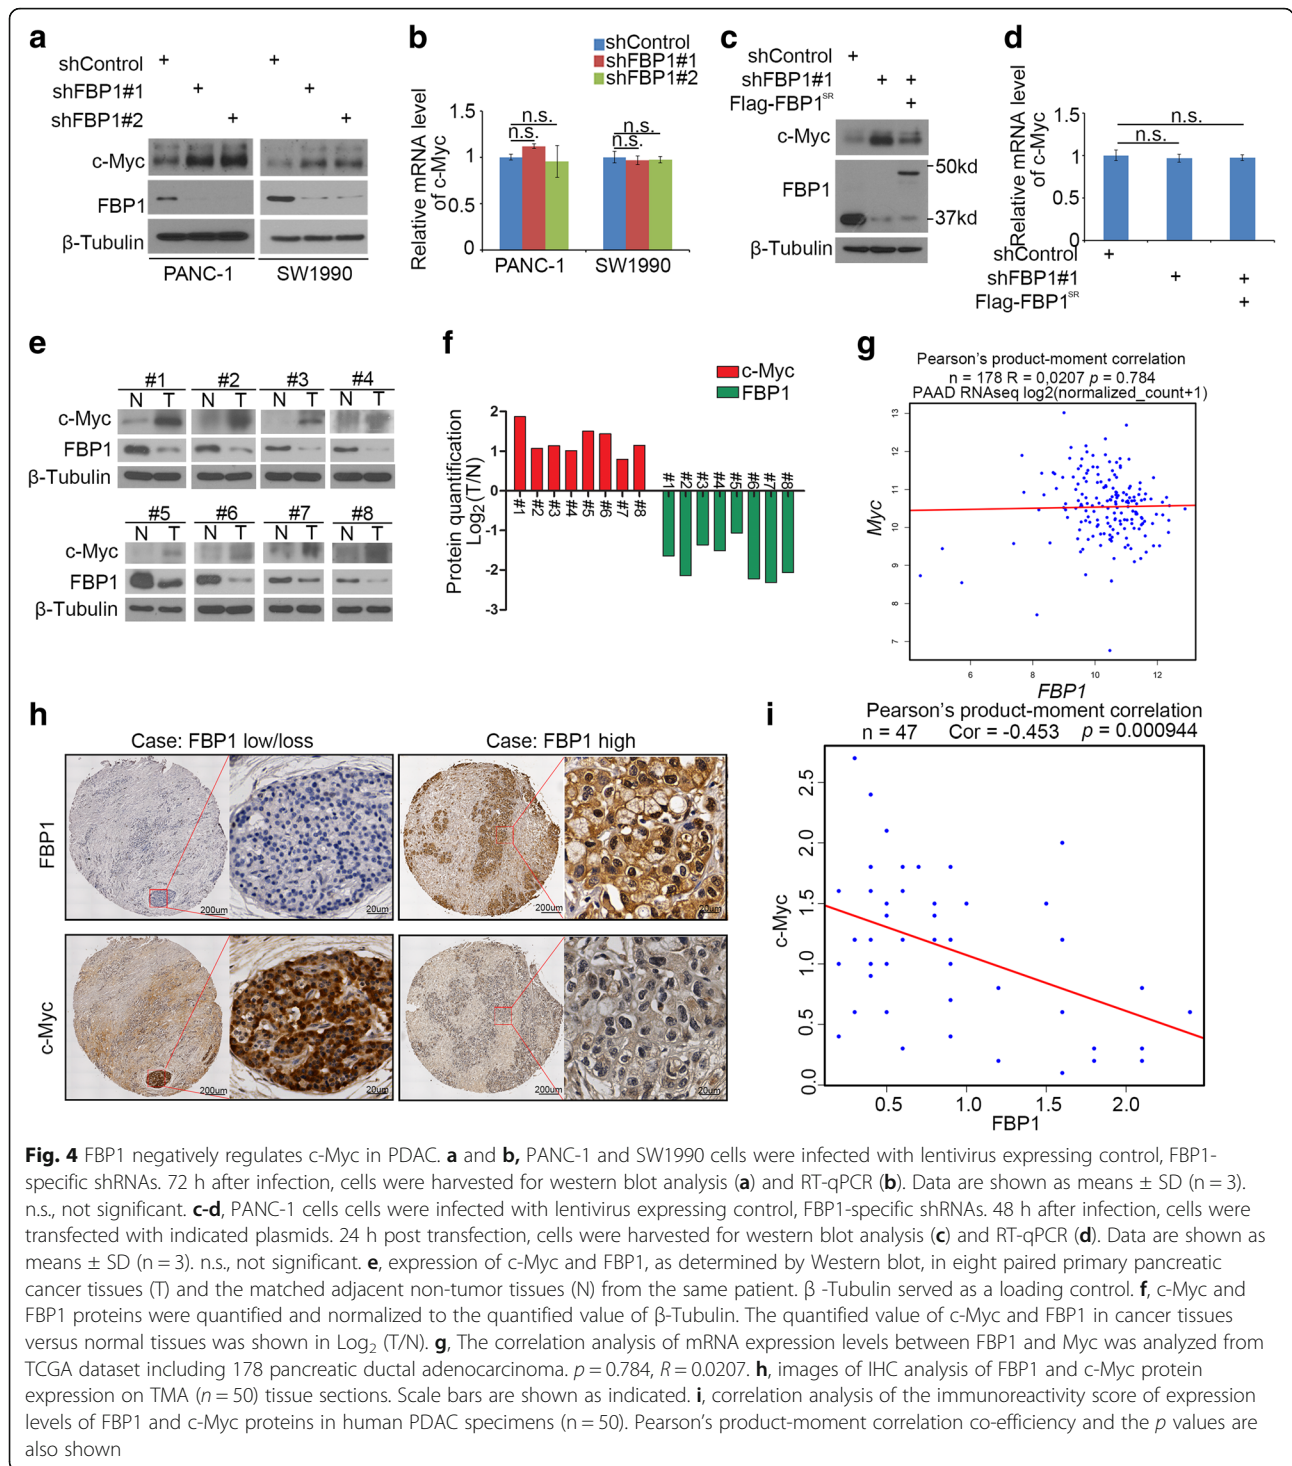 a
shControl + +
shFBP1#1 + +
shFBP1#2 + +
c-Myc
FBP1
β-Tubulin
PANC-1 SW1990
b
shControl
shFBP1#1
shFBP1#2
Relative mRNA level
of c-Myc
1.5
1
0.5
0
n.s.
n.s.
n.s.
n.s.
PANC-1 SW1990
c
shControl +
shFBP1#1 + +
Flag-FBP1SR +
c-Myc
FBP1
-50kd
-37kd
β-Tubulin
d
Relative mRNA level
of c-Myc
1.5
1
0.5
0
n.s.
n.s.
shControl +
shFBP1#1 + +
Flag-FBP1SR +
e
#1 #2 #3 #4
N T N T N T N T
c-Myc
FBP1
β-Tubulin
#5 #6 #7 #8
N T N T N T N T
c-Myc
FBP1
β-Tubulin
f
c-Myc
FBP1
Protein quantification
Log2(T/N)
2
1
0
-1
-2
-3
#1 #2 #3 #4 #5 #6 #7 #8
#1 #2 #3 #4 #5 #6 #7 #8
g
Pearson's product-moment correlation
n = 178 R = 0,0207 p = 0.784
PAAD RNAseq log2(normalized_count+1)
Myc
13
12
11
10
9
8
7
6 8 10 12
FBP1
h
Case: FBP1 low/loss Case: FBP1 high
FBP1
200um 20um 200um 20um
c-Myc
200um 20um 200um 20um
i
Pearson's product-moment correlation
n = 47 Cor = -0.453 p = 0.000944
c-Myc
2.5
2.0
1.5
1.0
0.5
0.0
0.5 1.0 1.5 2.0
FBP1
Fig. 4 FBP1 negatively regulates c-Myc in PDAC. a and b, PANC-1 and SW1990 cells were infected with lentivirus expressing control, FBP1-
specific shRNAs. 72 h after infection, cells were harvested for western blot analysis (a) and RT-qPCR (b). Data are shown as means ± SD (n = 3).
n.s., not significant. c-d, PANC-1 cells cells were infected with lentivirus expressing control, FBP1-specific shRNAs. 48 h after infection, cells were
transfected with indicated plasmids. 24 h post transfection, cells were harvested for western blot analysis (c) and RT-qPCR (d). Data are shown as
means ± SD (n = 3). n.s., not significant. e, expression of c-Myc and FBP1, as determined by Western blot, in eight paired primary pancreatic
cancer tissues (T) and the matched adjacent non-tumor tissues (N) from the same patient. β -Tubulin served as a loading control. f, c-Myc and
FBP1 proteins were quantified and normalized to the quantified value of β-Tubulin. The quantified value of c-Myc and FBP1 in cancer tissues
versus normal tissues was shown in Log2 (T/N). g, The correlation analysis of mRNA expression levels between FBP1 and Myc was analyzed from
TCGA dataset including 178 pancreatic ductal adenocarcinoma. p = 0.784, R = 0.0207. h, images of IHC analysis of FBP1 and c-Myc protein
expression on TMA (n = 50) tissue sections. Scale bars are shown as indicated. i, correlation analysis of the immunoreactivity score of expression
levels of FBP1 and c-Myc proteins in human PDAC specimens (n = 50). Pearson's product-moment correlation co-efficiency and the p values are
also shown